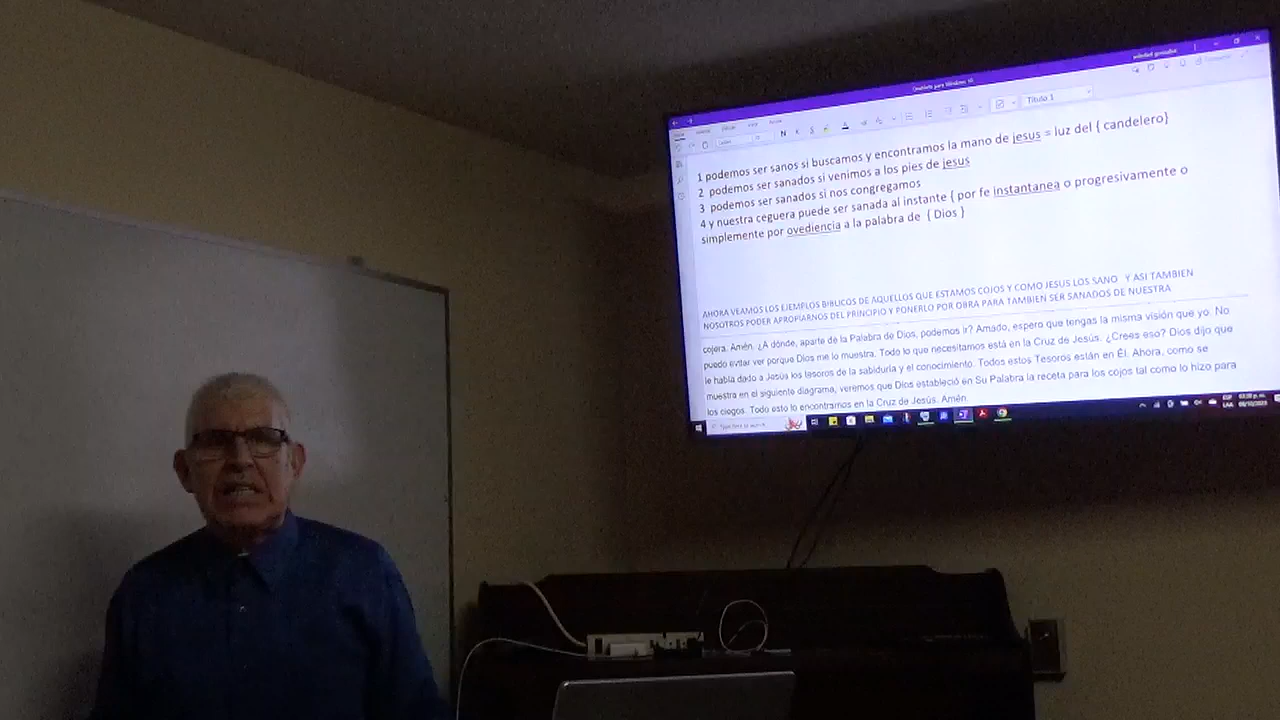 OneNote para Windows 10
Título 1
1 podemos ser sanos si buscamos y encontramos la mano de jesus = luz del { candelero}
2 podemos ser sanados si venimos a los pies de jesus
3 podemos ser sanados si nos congregamos
4 y nuestra ceguera puede ser sanada al instante { por fe instantanea o progresivamente o
simplemente por ovediencia a la palabra de { Dios }
AHORA VEAMOS LOS EJEMPLOS BIBLICOS DE AQUELLOS QUE ESTAMOS COJOS Y COMO JESUS LOS SANO Y ASI TAMBIEN
NOSOTROS PODER APROPIARNOS DEL PRINCIPIO Y PONERLO POR OBRA PARA TAMBIEN SER SANADOS DE NUESTRA
cojera. Amén. ¿A dónde, aparte de la Palabra de Dios, podemos ir? Amado, espero que tengas la misma visión que yo. No
puedo evitar ver porque Dios me lo muestra. Todo lo que necesitamos está en la Cruz de Jesús. ¿Crees eso? Dios dijo que
le había dado a Jesús los tesoros de la sabiduría y el conocimiento. Todos estos Tesoros están en Él. Ahora, como se
muestra en el siguiente diagrama, veremos que Dios estableció en Su Palabra la receta para los cojos tal como lo hizo para
los ciegos. Todo esto lo encontramos en la Cruz de Jesús. Amén.